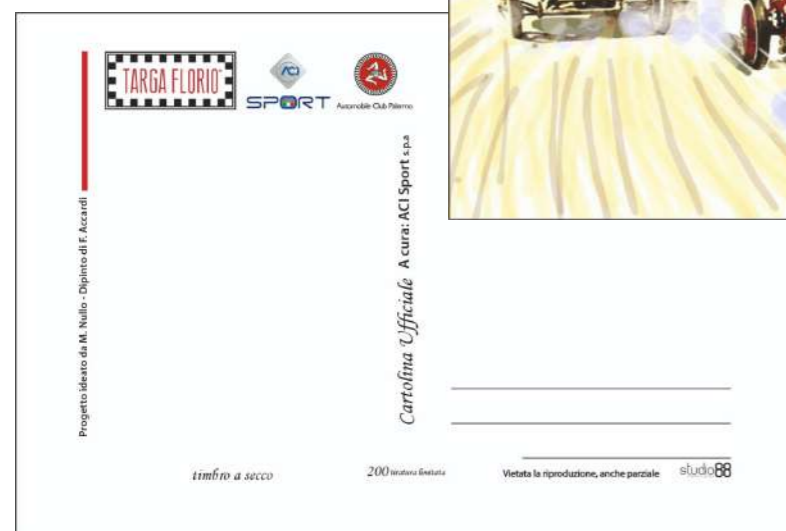 TARGA FLORIO
ACI
SPORT
Automobile Club Palermo
Progetto ideato da M. Nullo - Dipinto di F. Accardi
Cartolina Ufficiale A cura: ACI Sport s.p.a
timbro a secco
200 tiratura limitata
Vietata la riproduzione, anche parziale
studio88